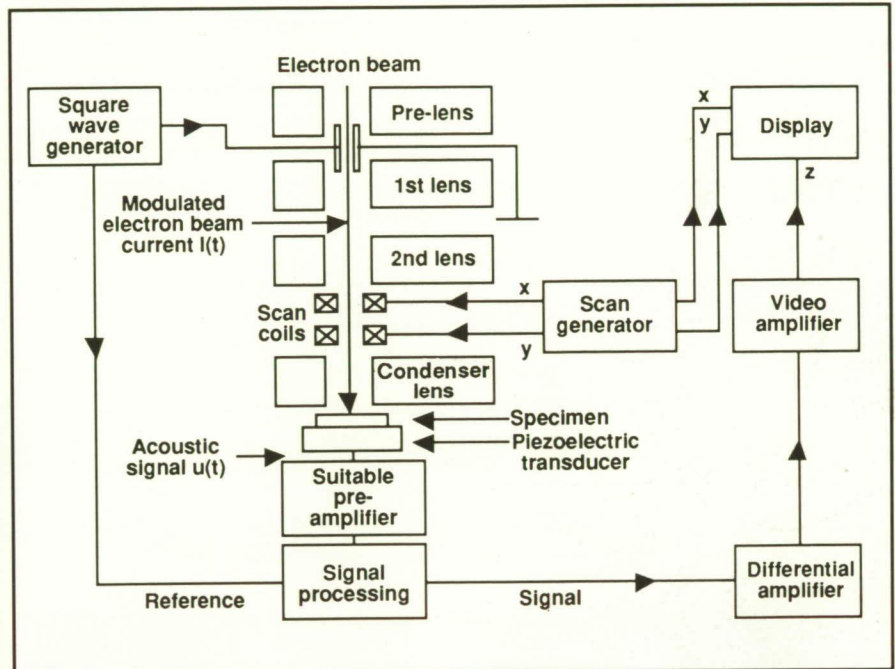 Electron beam
Square
wave
generator
Pre-lens
x
y
Display
z
Modulated
electron beam
current I(t)
1st lens
2nd lens
Scan
coils
x
y
Scan
generator
Video
amplifier
Condenser
lens
Specimen
Piezoelectric
transducer
Acoustic
signal u(t)
Suitable
pre-
amplifier
Signal
processing
Reference
Signal
Differential
amplifier